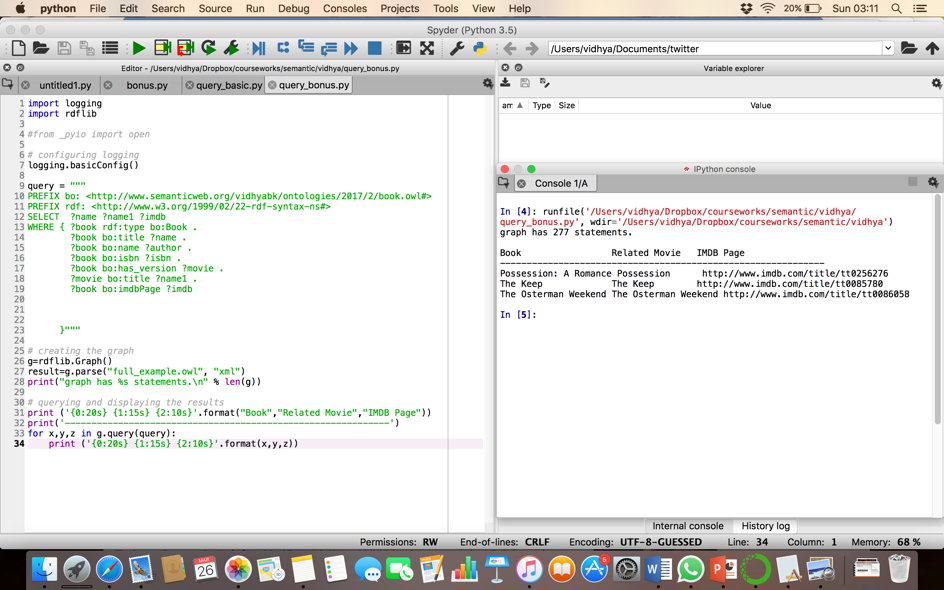 python File Edit Search Source Run Debug Consoles Projects Tools View Help 20% Sun 03:11
Spyder (Python 3.5)
/Users/vidhya/Documents/twitter
Editor - /Users/vidhya/Dropbox/courseworks/semantic/vidhya/query_bonus.py
untitled1.py bonus.py query_basic.py query_bonus.py
1 import logging
2 import rdflib
3
4 #from _pyio import open
5
6 # configuring logging
7 logging.basicConfig()
8
9 query = """
10 PREFIX bo: <http://www.semanticweb.org/vidhyabk/ontologies/2017/2/book.owl#>
11 PREFIX rdf: <http://www.w3.org/1999/02/22-rdf-syntax-ns#>
12 SELECT ?name ?name1 ?imdb
13 WHERE { ?book rdf:type bo:Book .
14 ?book bo:title ?name .
15 ?book bo:name ?author .
16 ?book bo:isbn ?isbn .
17 ?book bo:has_version ?movie .
18 ?movie bo:title ?name1 .
19 ?book bo:imdbPage ?imdb
20
21
22
23 }"""
24
25 # creating the graph
26 g=rdflib.Graph()
27 result=g.parse("full_example.owl", "xml")
28 print("graph has %s statements.\n" % len(g))
29
30 # querying and displaying the results
31 print ('{0:20s} {1:15s} {2:10s}'.format("Book","Related Movie","IMDB Page"))
32 print('-------------------------------------------------------------')
33 for x,y,z in g.query(query):
34 print ('{0:20s} {1:15s} {2:10s}'.format(x,y,z))
Variable explorer
am Type Size Value
IPython console
Console 1/A
In [4]: runfile('/Users/vidhya/Dropbox/courseworks/semantic/vidhya/
query_bonus.py', wdir='/Users/vidhya/Dropbox/courseworks/semantic/vidhya')
graph has 277 statements.
Book Related Movie IMDB Page
-------------------------------------------------------------
Possession: A Romance Possession http://www.imdb.com/title/tt0256276
The Keep The Keep http://www.imdb.com/title/tt0085780
The Osterman Weekend The Osterman Weekend http://www.imdb.com/title/tt0086058
In [5]:
Internal console History log
Permissions: RW End-of-lines: CRLF Encoding: UTF-8-GUESSED Line: 34 Column: 1 Memory: 68 %
MAR
26
5